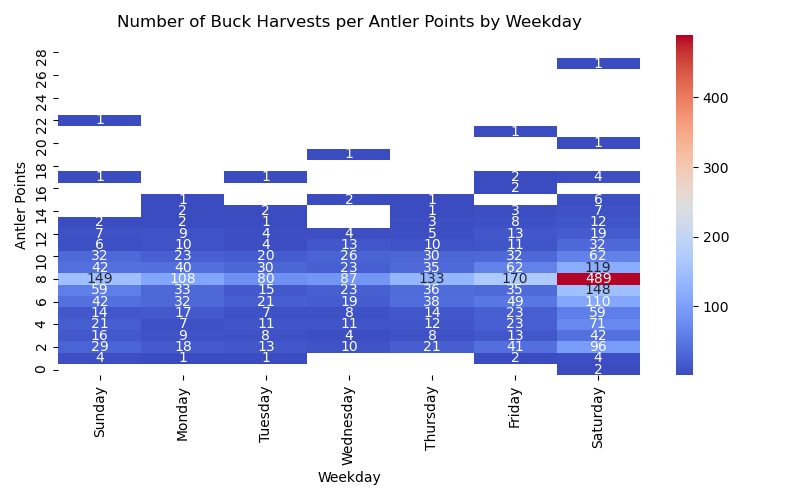 Number of Buck Harvests per Antler Points by Weekday
Antler Points
28
1
26
24
22 1
1
20 1
1
18
1 1 2 4
16 2
1 2 1 6
14 2 2 1 3 7
2 2 1 3 8 12
12 7 9 4 4 5 13 19
6 10 4 13 10 11 32
10 32 23 20 26 30 32 62
42 40 30 23 35 62 119
8 149 108 80 87 133 170 489
59 33 15 23 36 35 148
6 42 32 21 19 38 49 110
14 17 7 8 14 23 59
4 21 7 11 11 12 23 71
16 9 8 4 8 13 42
2 29 18 13 10 21 41 96
4 1 1 2 4
0 2
Sunday Monday Tuesday Wednesday Thursday Friday Saturday
Weekday
400
300
200
100